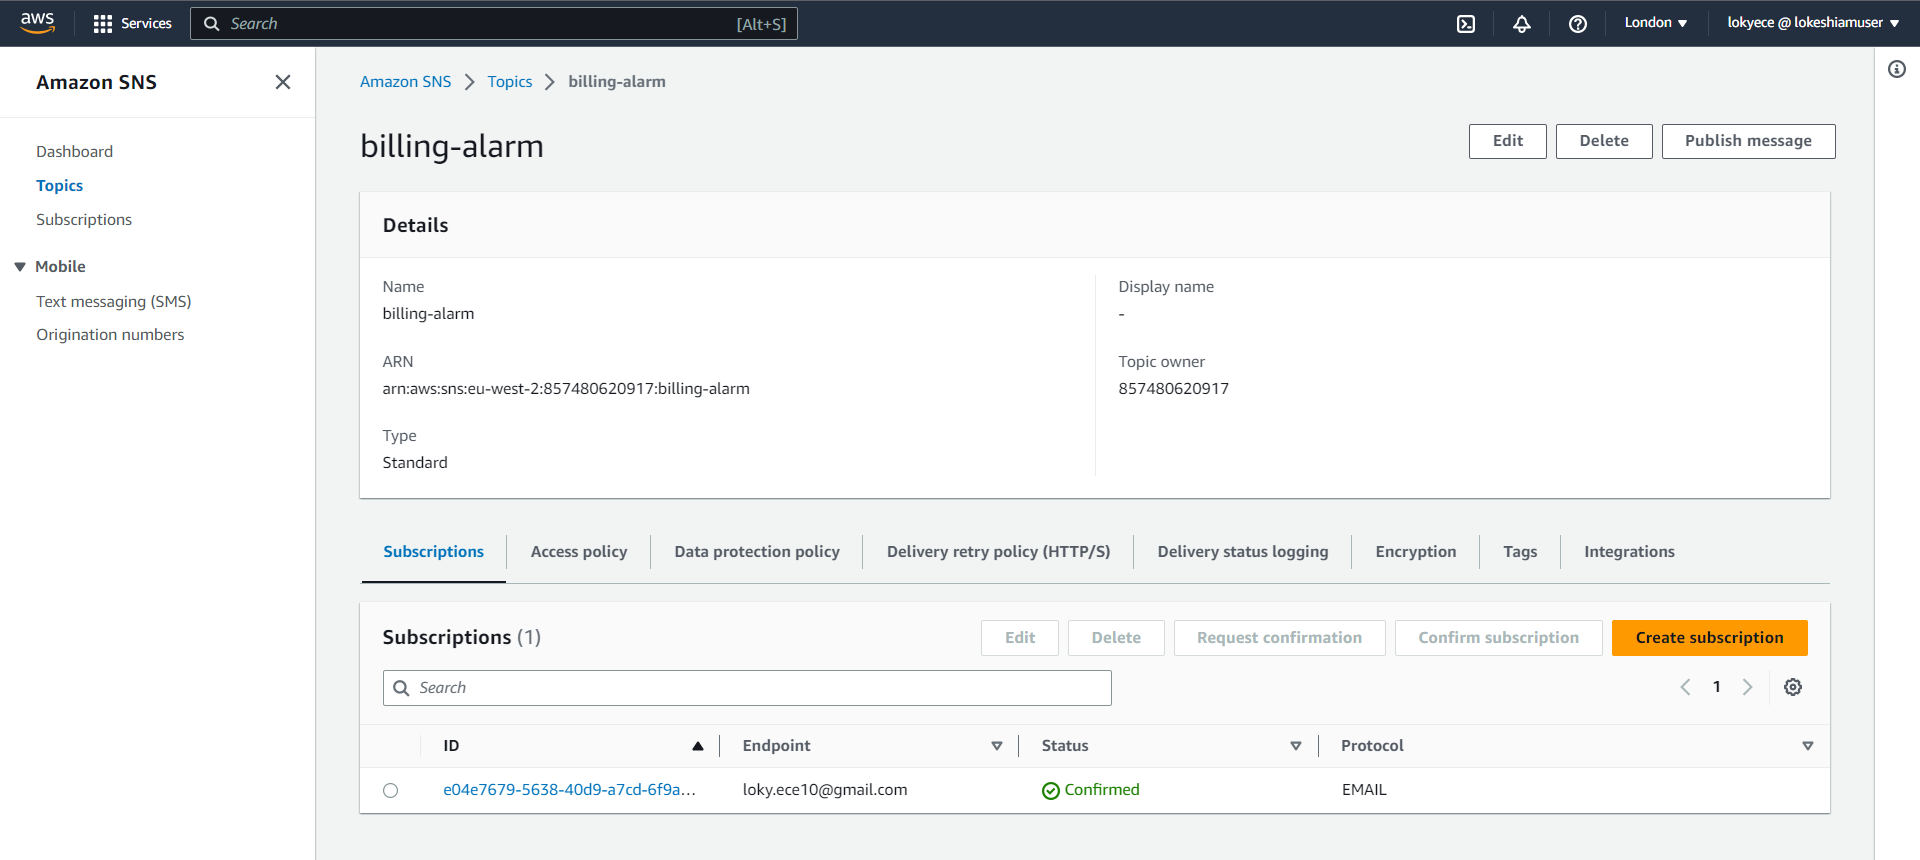 aws Services Search [Alt+S] London lokyece @ lokeshiamuser
Amazon SNS
Dashboard
Topics
Subscriptions
Mobile
Text messaging (SMS)
Origination numbers
Amazon SNS Topics billing-alarm
billing-alarm
Edit Delete Publish message
Details
Name
billing-alarm
ARN
arn:aws:sns:eu-west-2:857480620917:billing-alarm
Type
Standard
Display name
-
Topic owner
857480620917
Subscriptions Access policy Data protection policy Delivery retry policy (HTTP/S) Delivery status logging Encryption Tags Integrations
Subscriptions (1) Edit Delete Request confirmation Confirm subscription Create subscription
Search 1
ID Endpoint Status Protocol
e04e7679-5638-40d9-a7cd-6f9a... loky.ece10@gmail.com Confirmed EMAIL